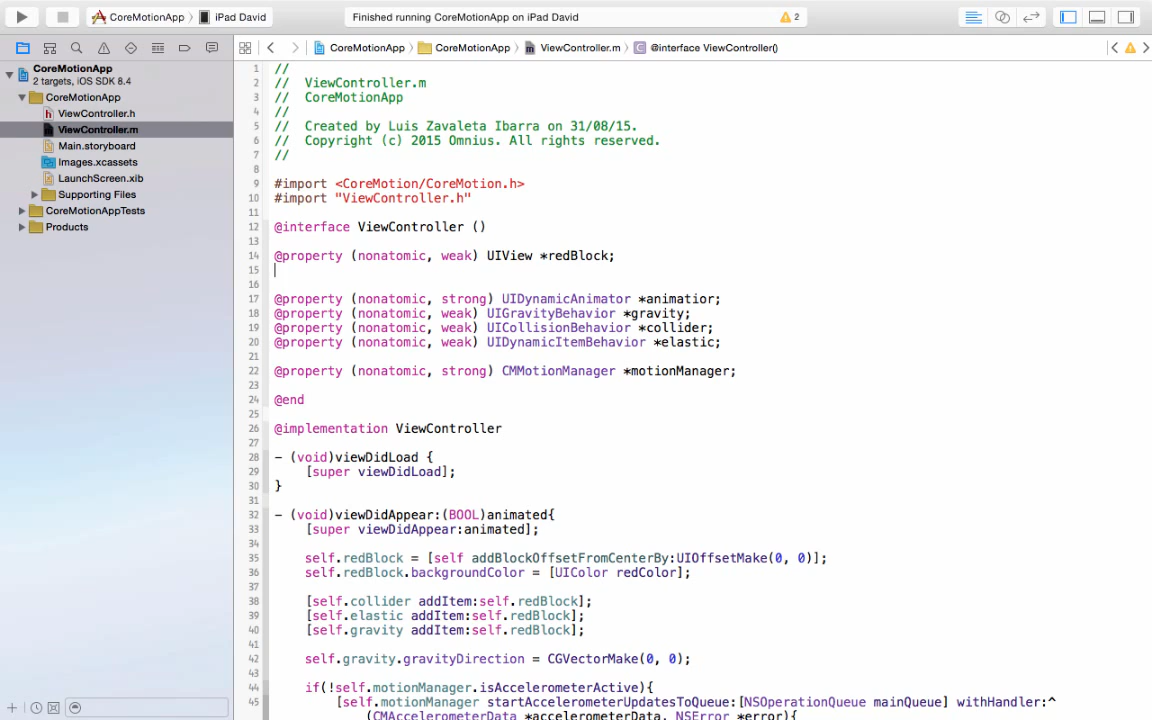 CoreMotionApp iPad David
Finished running CoreMotionApp on iPad David 2
CoreMotionApp CoreMotionApp ViewController.m @interface ViewController()
CoreMotionApp
2 targets, iOS SDK 8.4
CoreMotionApp
ViewController.h
ViewController.m
Main.storyboard
Images.xcassets
LaunchScreen.xib
Supporting Files
CoreMotionAppTests
Products
1 //
2 // ViewController.m
3 // CoreMotionApp
4 //
5 // Created by Luis Zavaleta Ibarra on 31/08/15.
6 // Copyright (c) 2015 Omnius. All rights reserved.
7 //
8
9 #import <CoreMotion/CoreMotion.h>
10 #import "ViewController.h"
11
12 @interface ViewController ()
13
14 @property (nonatomic, weak) UIView *redBlock;
15
16
17 @property (nonatomic, strong) UIDynamicAnimator *animatior;
18 @property (nonatomic, weak) UIGravityBehavior *gravity;
19 @property (nonatomic, weak) UICollisionBehavior *collider;
20 @property (nonatomic, weak) UIDynamicItemBehavior *elastic;
21
22 @property (nonatomic, strong) CMMotionManager *motionManager;
23
24 @end
25
26 @implementation ViewController
27
28 - (void)viewDidLoad {
29 [super viewDidLoad];
30 }
31
32 - (void)viewDidAppear:(BOOL)animated{
33 [super viewDidAppear:animated];
34
35 self.redBlock = [self addBlockOffsetFromCenterBy:UIOffsetMake(0, 0)];
36 self.redBlock.backgroundColor = [UIColor redColor];
37
38 [self.collider addItem:self.redBlock];
39 [self.elastic addItem:self.redBlock];
40 [self.gravity addItem:self.redBlock];
41
42 self.gravity.gravityDirection = CGVectorMake(0, 0);
43
44 if(!self.motionManager.isAccelerometerActive){
45 [self.motionManager startAccelerometerUpdatesToQueue:[NSOperationQueue mainQueue] withHandler:^
(CMAccelerometerData *accelerometerData, NSError *error){